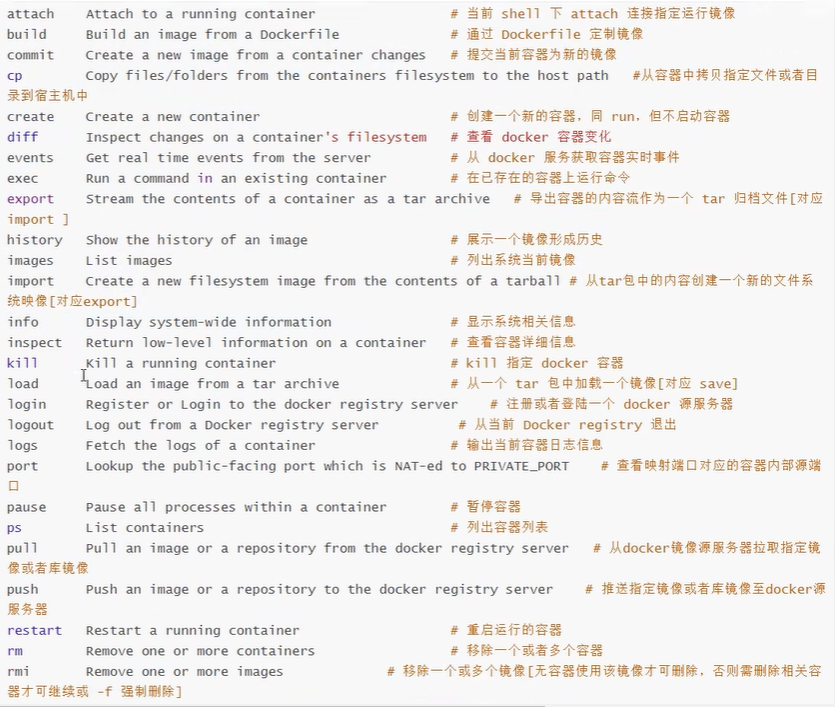 attach    Attach to a running container                 # 当前 shell 下 attach 连接指定运行镜像
build     Build an image from a Dockerfile              # 通过 Dockerfile 定制镜像
commit    Create a new image from a container changes   # 提交当前容器为新的镜像
cp        Copy files/folders from the containers filesystem to the host path   #从容器中拷贝指定文件或者目
录到宿主机中
create    Create a new container                        # 创建一个新的容器，同 run，但不启动容器
diff      Inspect changes on a container's filesystem   # 查看 docker 容器变化
events    Get real time events from the server          # 从 docker 服务获取容器实时事件
exec      Run a command in an existing container        # 在已存在的容器上运行命令
export    Stream the contents of a container as a tar archive   # 导出容器的内容流作为一个 tar 归档文件[对应
import ]
history   Show the history of an image                  # 展示一个镜像形成历史
images    List images                                   # 列出系统当前镜像
import    Create a new filesystem image from the contents of a tarball # 从tar包中的内容创建一个新的文件系
统映像[对应export]
info      Display system-wide information               # 显示系统相关信息
inspect   Return low-level information on a container   # 查看容器详细信息
kill      Kill a running container                      # kill 指定 docker 容器
load      Load an image from a tar archive              # 从一个 tar 包中加载一个镜像[对应 save]
login     Register or Login to the docker registry server    # 注册或者登陆一个 docker 源服务器
logout    Log out from a Docker registry server          # 从当前 Docker registry 退出
logs      Fetch the logs of a container                 # 输出当前容器日志信息
port      Lookup the public-facing port which is NAT-ed to PRIVATE_PORT    # 查看映射端口对应的容器内部源端
口
pause     Pause all processes within a container        # 暂停容器
ps        List containers                               # 列出容器列表
pull      Pull an image or a repository from the docker registry server   # 从docker镜像源服务器拉取指定镜
像或者库镜像
push      Push an image or a repository to the docker registry server    # 推送指定镜像或者库镜像至docker源
服务器
restart   Restart a running container                   # 重启运行的容器
rm        Remove one or more containers                 # 移除一个或者多个容器
rmi       Remove one or more images             # 移除一个或多个镜像[无容器使用该镜像才可删除，否则需删除相关容
器才可继续或 -f 强制删除]